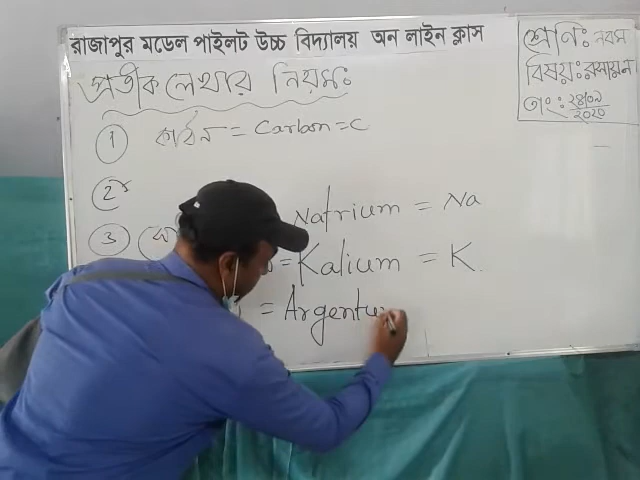 রাজাপুর মডেল পাইলট উচ্চ বিদ্যালয় অন লাইন ক্লাস
শ্রেণি: নবম
বিষয়: রসায়ন
তাং: ২৪/০৯
২০২০
প্রতীক লেখার নিয়ম:
1 কার্বন = Carbon = C
2
Natrium = Na
3
= Kalium = K
= Argentu